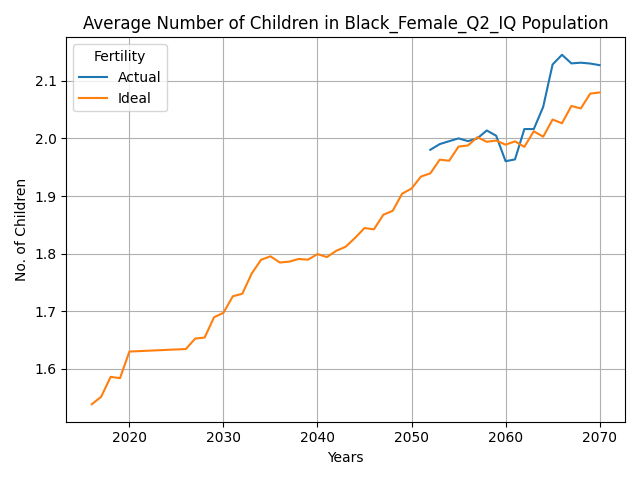 Average Number of Children in Black_Female_Q2_IQ Population
Fertility
Actual
Ideal
No. of Children
2.1
2.0
1.9
1.8
1.7
1.6
2020 2030 2040 2050 2060 2070
Years